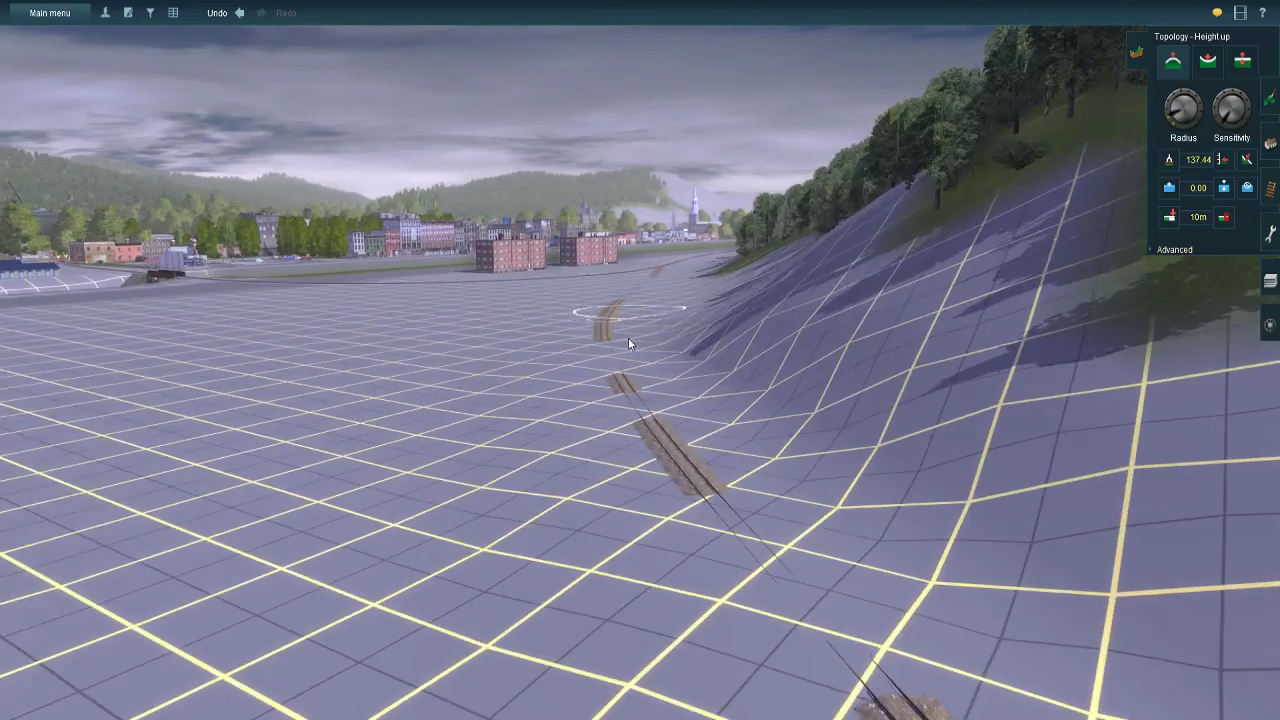 Main menu
Undo
Redo
?
Topology - Height up
Radius
Sensitivity
137.44
0.00
10m
Advanced